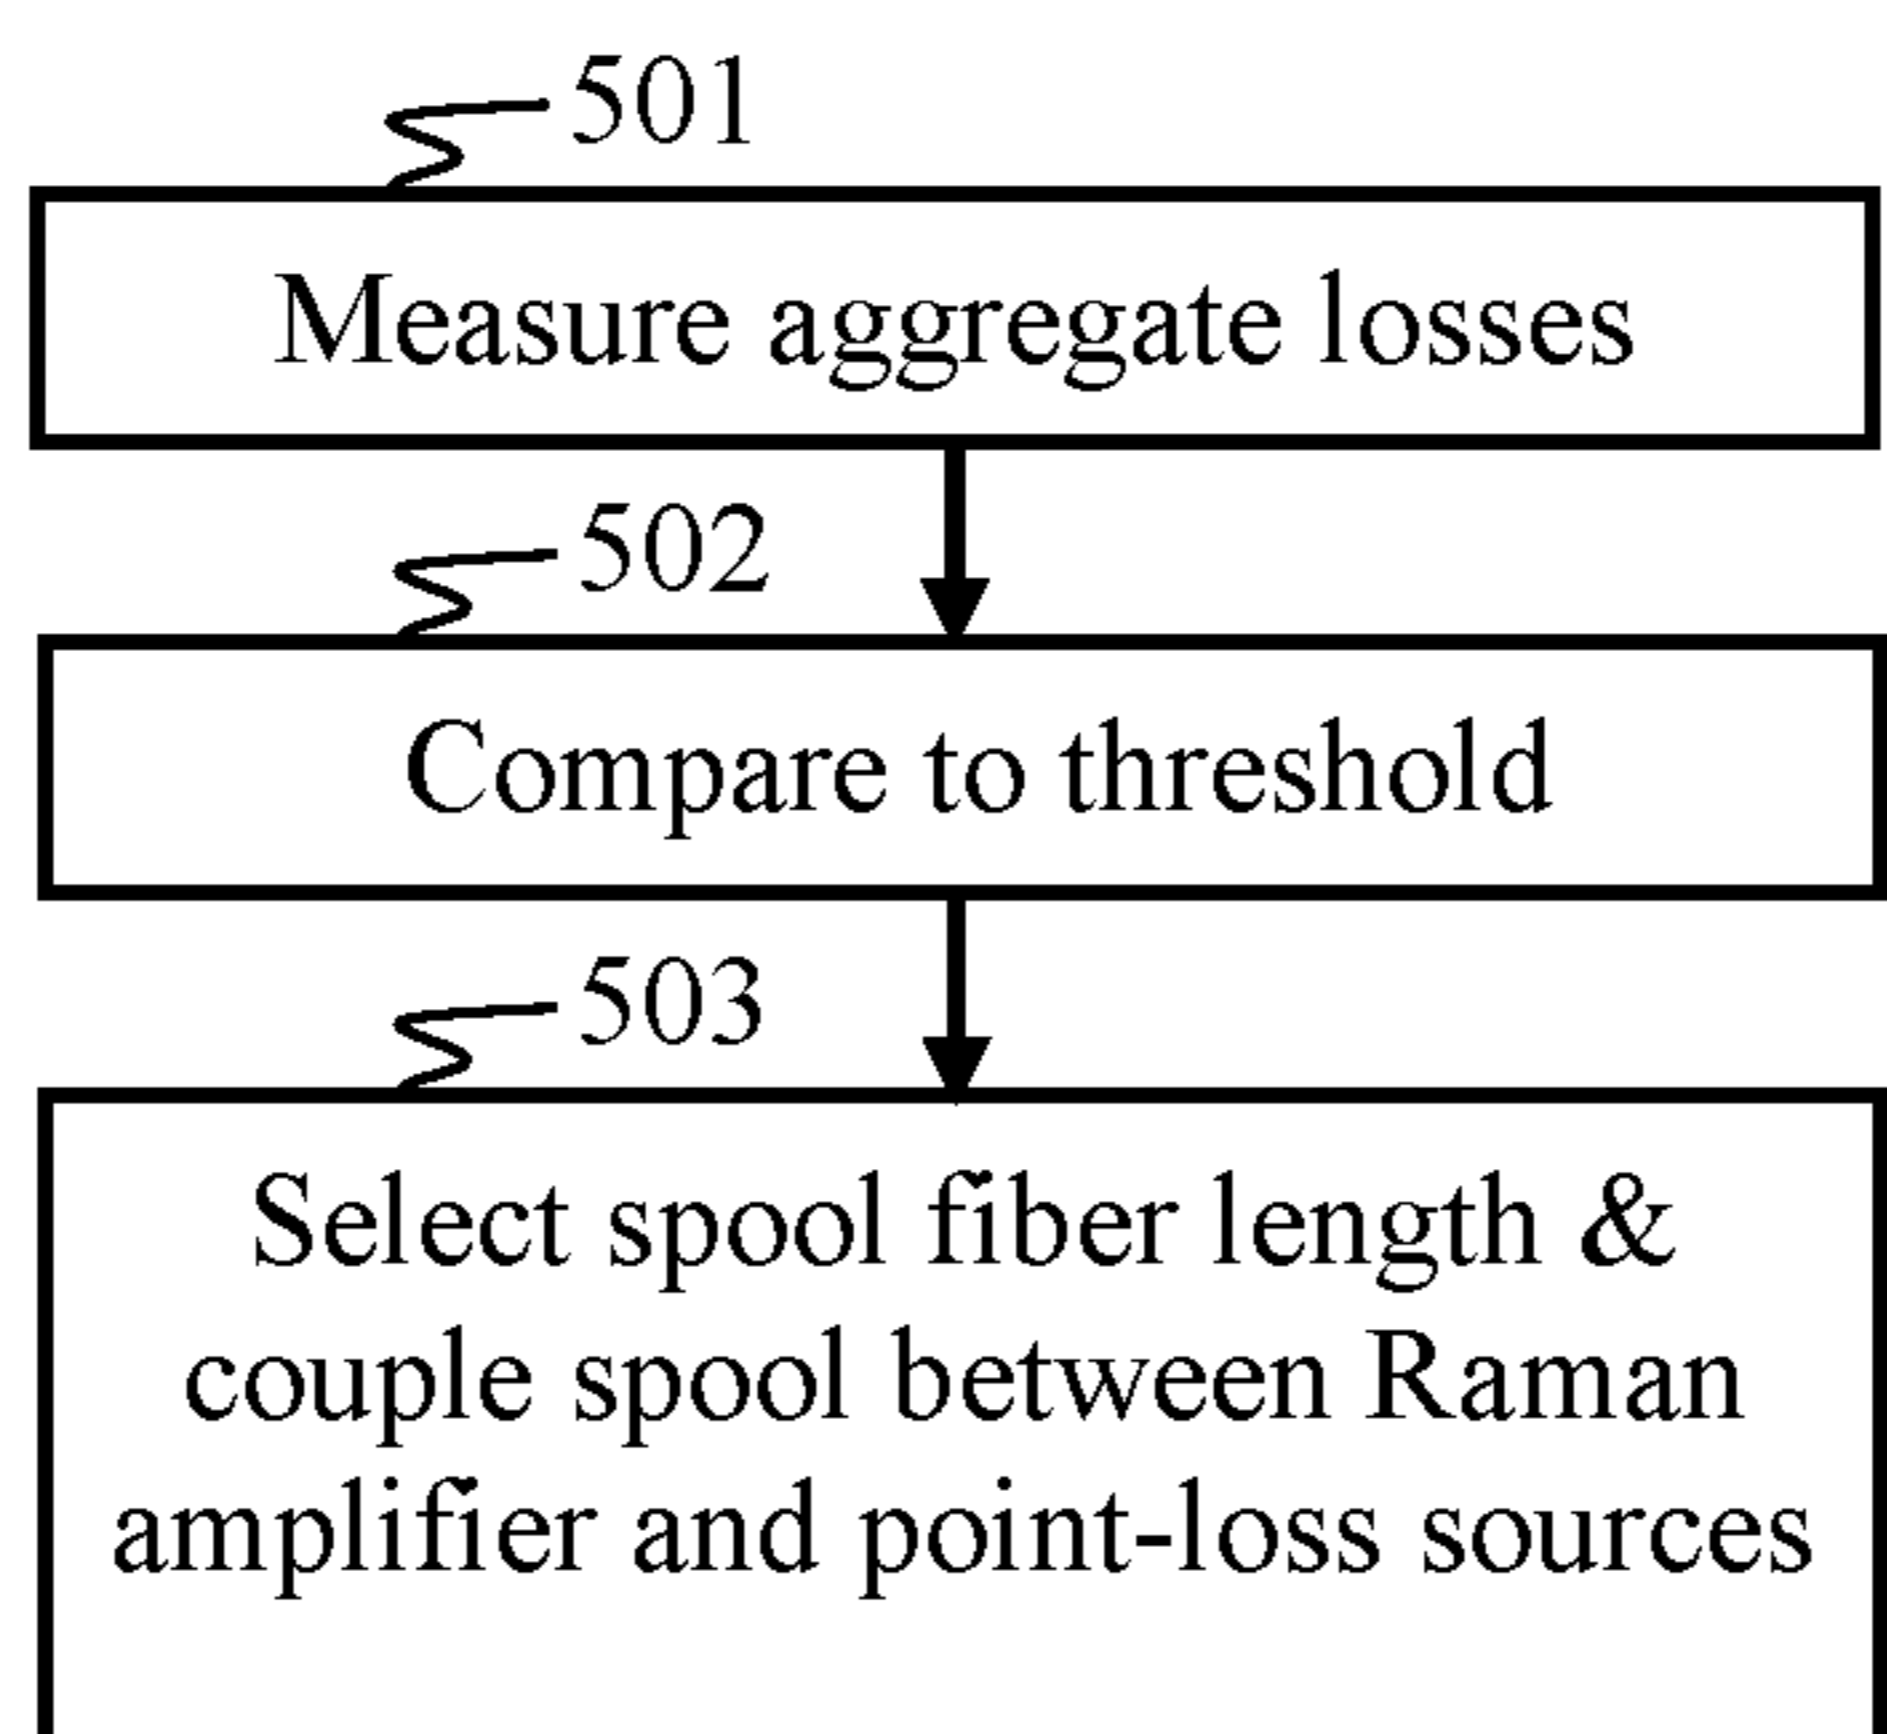 501
Measure aggregate losses
502
Compare to threshold
503
Select spool fiber length &
couple spool between Raman
amplifier and point-loss sources